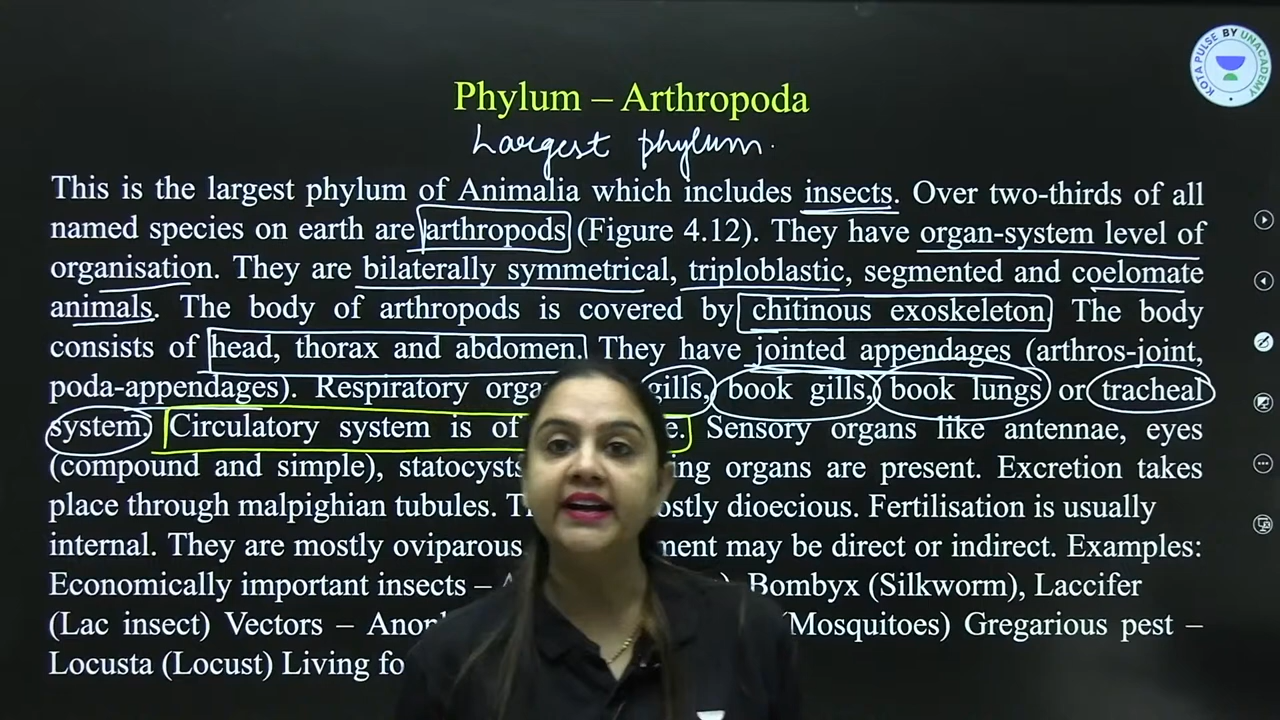 KOTA PULSE BY UNACADEMY
Phylum – Arthropoda
Largest phylum.
This is the largest phylum of Animalia which includes insects. Over two-thirds of all
named species on earth are arthropods (Figure 4.12). They have organ-system level of
organisation. They are bilaterally symmetrical, triploblastic, segmented and coelomate
animals. The body of arthropods is covered by chitinous exoskeleton. The body
consists of head, thorax and abdomen. They have jointed appendages (arthros-joint,
poda-appendages). Respiratory gills, book gills, book lungs or tracheal
system. Circulatory system is of Sensory organs like antennae, eyes
(compound and simple), statocysts organs are present. Excretion takes
place through malpighian tubules. dioecious. Fertilisation is usually
internal. They are mostly oviparous may be direct or indirect. Examples:
Economically important insects – Bombyx (Silkworm), Laccifer
(Lac insect) Vectors – (Mosquitoes) Gregarious pest –
Locusta (Locust) Living